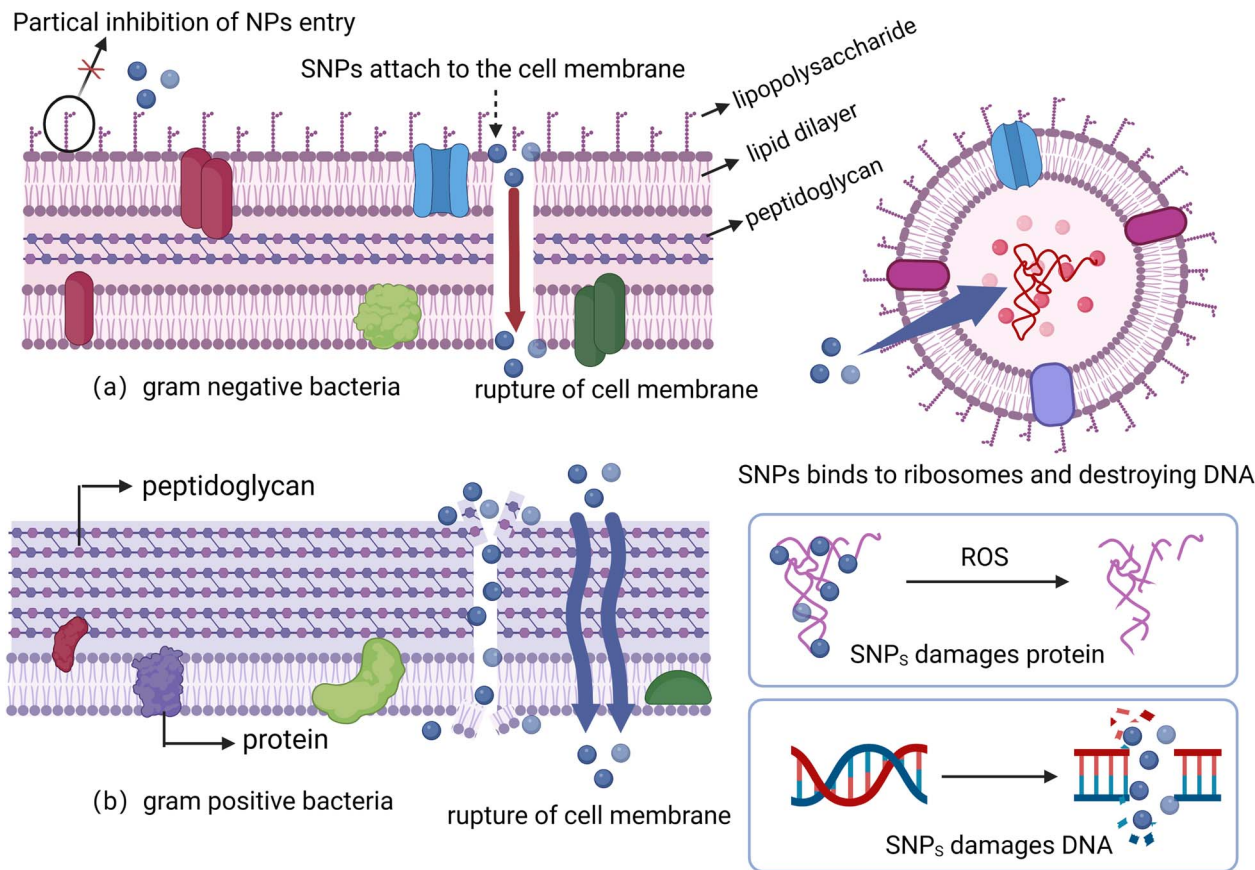 Partical inhibition of NPs entry
SNPs attach to the cell membrane
lipopolysaccharide
lipid dilayer
peptidoglycan
(a) gram negative bacteria
rupture of cell membrane
SNPs binds to ribosomes and destroying DNA
peptidoglycan
protein
(b) gram positive bacteria
rupture of cell membrane
ROS
SNPs damages protein
SNPs damages DNA